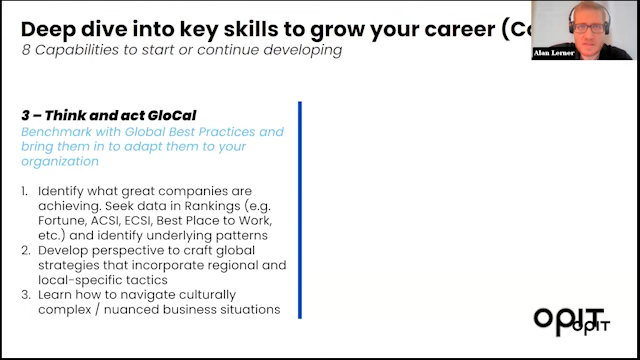 Deep dive into key skills to grow your career (Co
8 Capabilities to start or continue developing
Alan Lerner
3 – Think and act GloCal
Benchmark with Global Best Practices and
bring them in to adapt them to your
organization
1. Identify what great companies are
achieving. Seek data in Rankings (e.g.
Fortune, ACSI, ECSI, Best Place to Work,
etc.) and identify underlying patterns
2. Develop perspective to craft global
strategies that incorporate regional and
local-specific tactics
3. Learn how to navigate culturally
complex / nuanced business situations
OPIT
OPIT